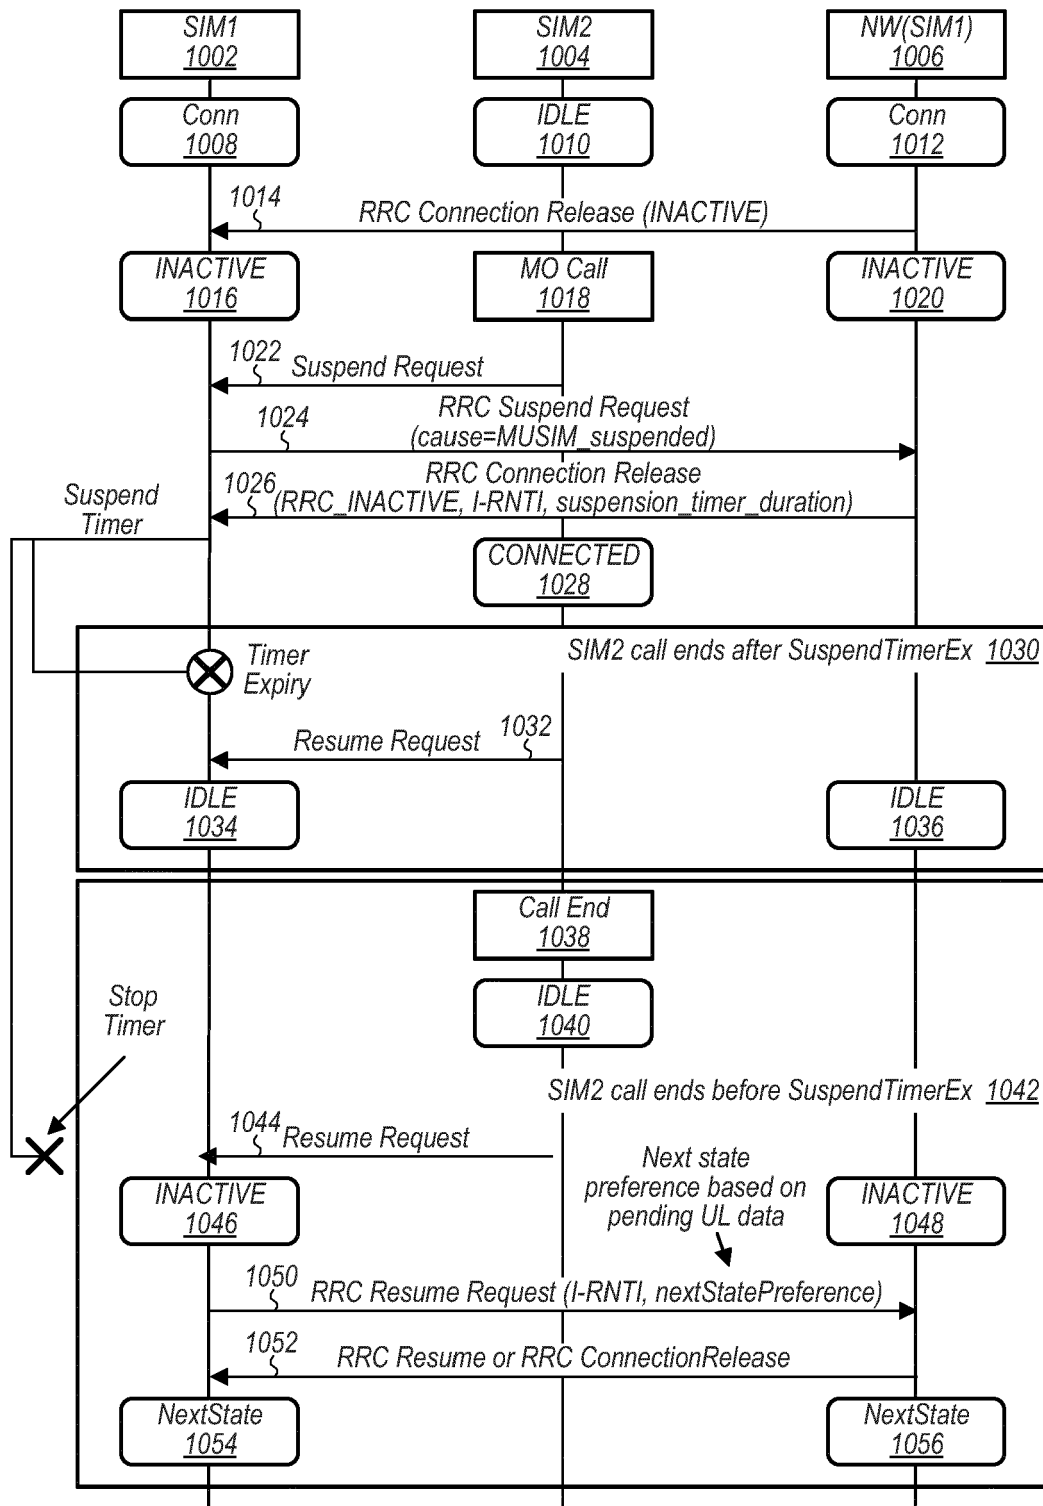 SIM1
1002
SIM2
1004
NW(SIM1)
1006
Conn
1008
IDLE
1010
Conn
1012
1014
RRC Connection Release (INACTIVE)
INACTIVE
1016
MO Call
1018
INACTIVE
1020
1022
Suspend Request
1024
RRC Suspend Request
(cause=MUSIM_suspended)
1026
RRC Connection Release
(RRC_INACTIVE, I-RNTI, suspension_timer_duration)
Suspend
Timer
CONNECTED
1028
SIM2 call ends after SuspendTimerEx 1030
Timer
Expiry
1032
Resume Request
IDLE
1034
IDLE
1036
Call End
1038
IDLE
1040
Stop
Timer
SIM2 call ends before SuspendTimerEx 1042
1044
Resume Request
Next state
preference based on
pending UL data
INACTIVE
1046
INACTIVE
1048
1050
RRC Resume Request (I-RNTI, nextStatePreference)
1052
RRC Resume or RRC ConnectionRelease
NextState
1054
NextState
1056